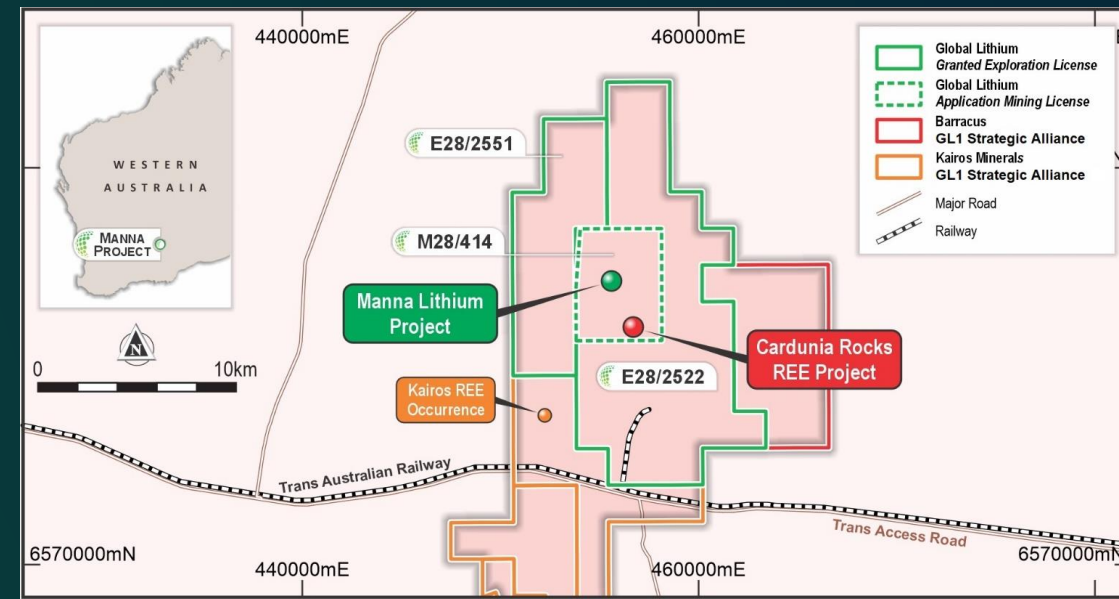 440000mE
460000mE
WESTERN
AUSTRALIA
MANNA
PROJECT
N
0
10km
E28/2551
M28/414
Manna Lithium
Project
Cardunia Rocks
REE Project
E28/2522
Kairos REE
Occurrence
Trans Australian Railway
Trans Access Road
6570000mN
6570000mN
440000mE
460000mE
Global Lithium
Granted Exploration License
Global Lithium
Application Mining License
Barracus
GL1 Strategic Alliance
Kairos Minerals
GL1 Strategic Alliance
Major Road
Railway